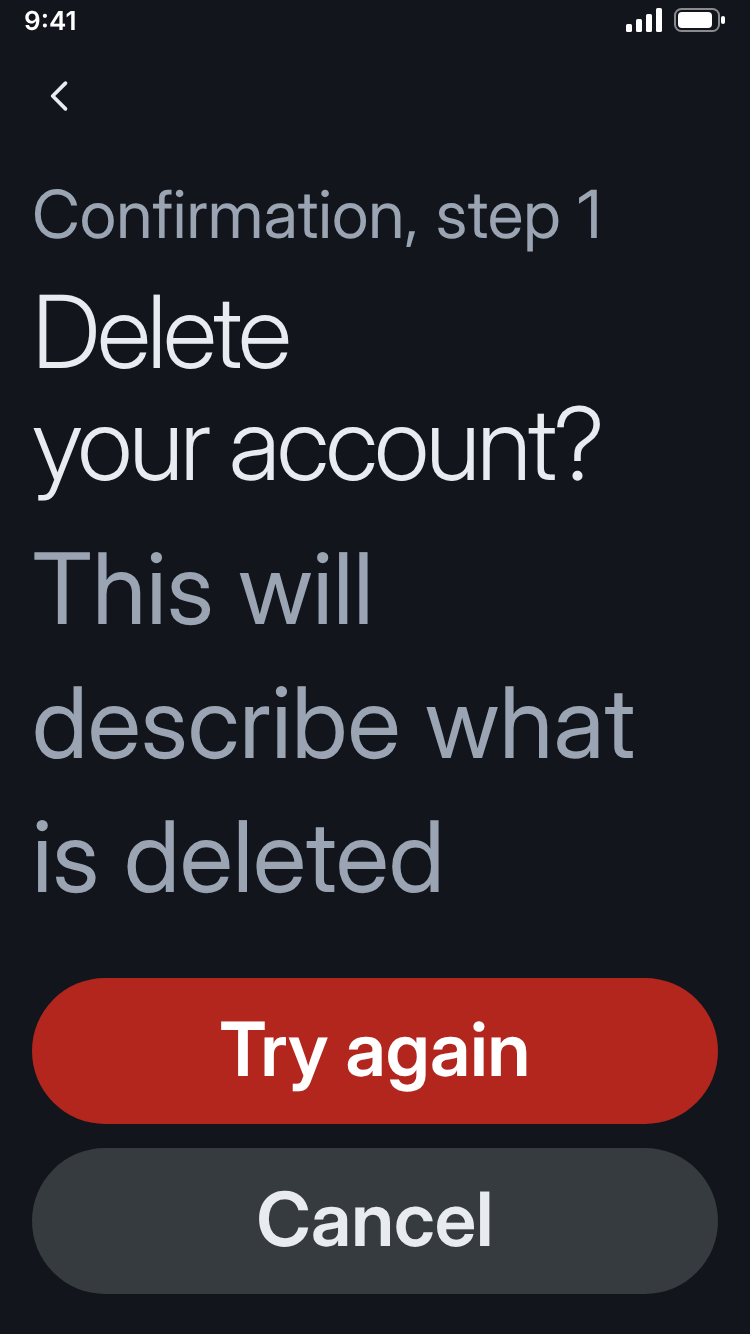 9:41
Confirmation, step 1
Delete
your account?
This will
describe what
is deleted
Try again
Cancel